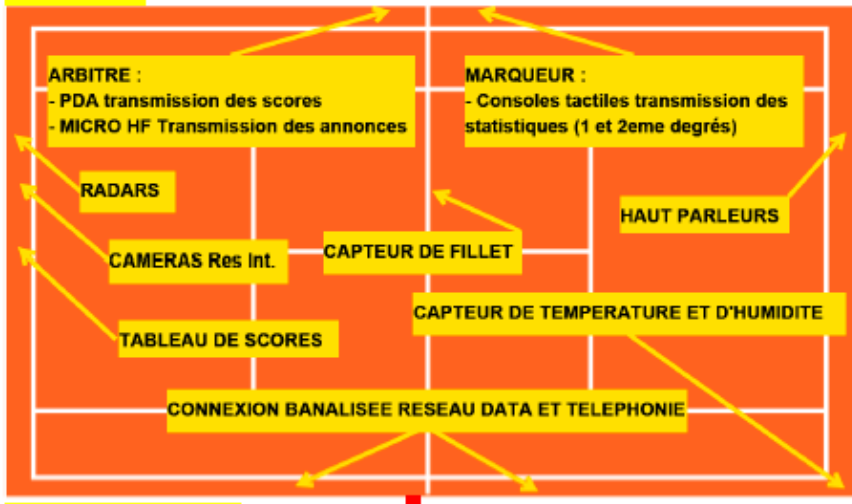 ARBITRE :
- PDA transmission des scores
- MICRO HF Transmission des annonces
MARQUEUR :
- Consoles tactiles transmission des
statistiques (1 et 2eme degrés)
RADARS
HAUT PARLEURS
CAPTEUR DE FILLET
CAMERAS Res Int.
CAPTEUR DE TEMPERATURE ET D'HUMIDITE
TABLEAU DE SCORES
CONNEXION BANALISEE RESEAU DATA ET TELEPHONIE